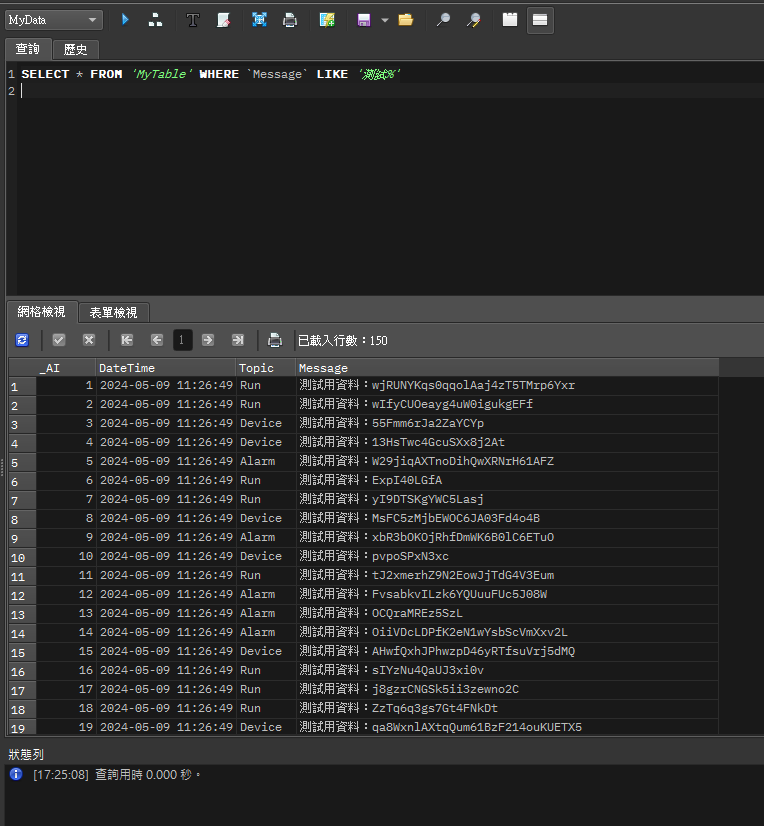 MyData
查詢 歷史
1 SELECT * FROM 'MyTable' WHERE `Message` LIKE '測試%'
2
網格檢視 表單檢視
1 已載入行數：150
_AI DateTime Topic Message
1 1 2024-05-09 11:26:49 Run 測試用資料：wjRUNYKqs0qqolAaj4zT5TMrp6Yxr
2 2 2024-05-09 11:26:49 Run 測試用資料：wIfyCUOeayg4uW0igukgEFf
3 3 2024-05-09 11:26:49 Device 測試用資料：55Fmm6rJa2ZaYCYp
4 4 2024-05-09 11:26:49 Device 測試用資料：13HsTwc4GcuSXx8j2At
5 5 2024-05-09 11:26:49 Alarm 測試用資料：W29jiqAXTnoDihQwXRNrH61AFZ
6 6 2024-05-09 11:26:49 Run 測試用資料：ExpI40LGfA
7 7 2024-05-09 11:26:49 Run 測試用資料：yI9DTSKgYWC5Lasj
8 8 2024-05-09 11:26:49 Device 測試用資料：MsFC5zMjbEWOC6JA03Fd4o4B
9 9 2024-05-09 11:26:49 Alarm 測試用資料：xbR3bOKOjRhfDmWK6B0lC6ETuO
10 10 2024-05-09 11:26:49 Device 測試用資料：pvpoSPxN3xc
11 11 2024-05-09 11:26:49 Run 測試用資料：tJ2xmerhZ9N2EowJjTdG4V3Eum
12 12 2024-05-09 11:26:49 Alarm 測試用資料：FvsabkvILzk6YQUuuFUc5J08W
13 13 2024-05-09 11:26:49 Alarm 測試用資料：OCQraMREz5SzL
14 14 2024-05-09 11:26:49 Alarm 測試用資料：OiiVDcLDPfK2eN1wYsbScVmXxv2L
15 15 2024-05-09 11:26:49 Device 測試用資料：AHwfQxhJPhwzpD46yRTfsuVrj5dMQ
16 16 2024-05-09 11:26:49 Run 測試用資料：sIYzNu4QaUJ3xi0v
17 17 2024-05-09 11:26:49 Run 測試用資料：j8gzrCNGSk5ii3zewno2C
18 18 2024-05-09 11:26:49 Run 測試用資料：ZzTq6q3gs7Gt4FNkDt
19 19 2024-05-09 11:26:49 Device 測試用資料：qa8WxnlAXtqQum61BzF214ouKUETX5
狀態列
[17:25:08] 查詢用時 0.000 秒。